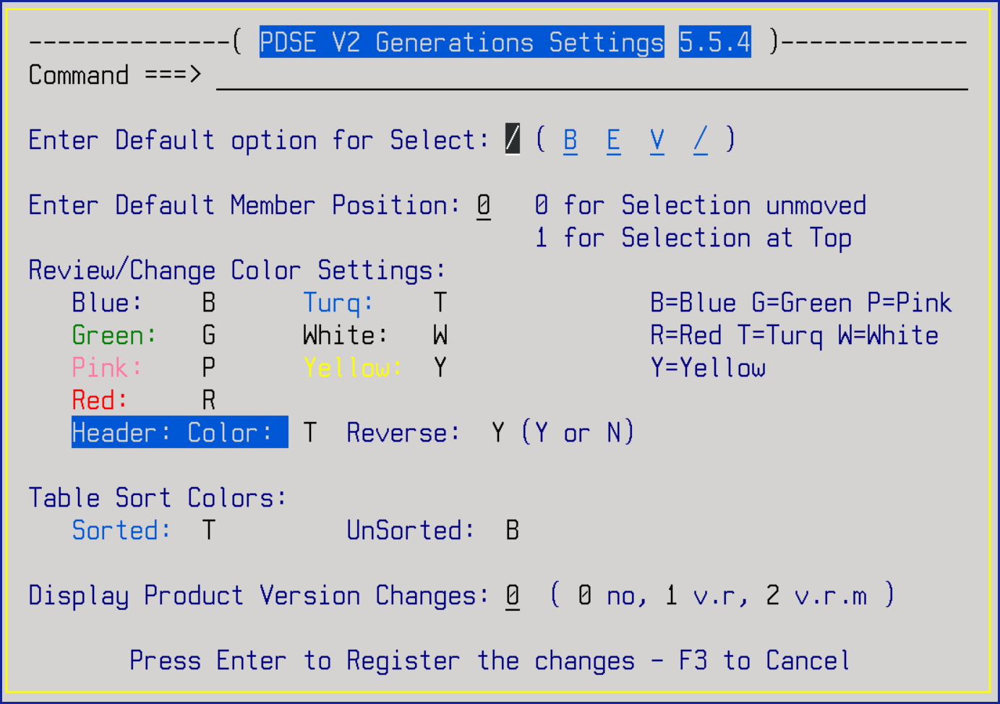 --------------( PDSE V2 Generations Settings 5.5.4 )-------------
Command ===>
Enter Default option for Select: / ( B E V / )
Enter Default Member Position: 0 0 for Selection unmoved
1 for Selection at Top
Review/Change Color Settings:
Blue: B Turq: T B=Blue G=Green P=Pink
Green: G White: W R=Red T=Turq W=White
Pink: P Yellow: Y Y=Yellow
Red: R
Header: Color: T Reverse: Y (Y or N)
Table Sort Colors:
Sorted: T UnSorted: B
Display Product Version Changes: 0 ( 0 no, 1 v.r, 2 v.r.m )
Press Enter to Register the changes - F3 to Cancel